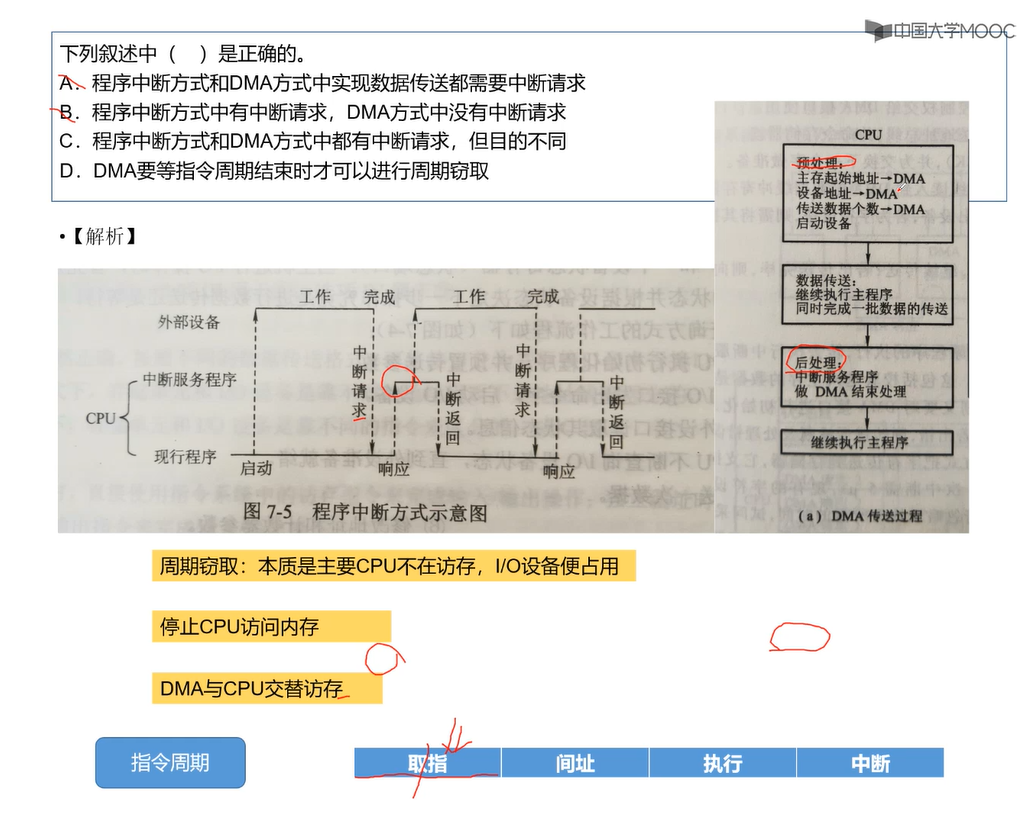 中国大学MOOC
下列叙述中（ ）是正确的。
A．程序中断方式和DMA方式中实现数据传送都需要中断请求
B．程序中断方式中有中断请求，DMA方式中没有中断请求
C．程序中断方式和DMA方式中都有中断请求，但目的不同
D．DMA要等指令周期结束时才可以进行周期窃取
•【解析】
工作 完成 工作 完成
外部设备
中断请求
中断服务程序
中断返回
中断请求
中断返回
CPU
现行程序
启动 响应 响应
图 7-5 程序中断方式示意图
CPU
预处理：
主存起始地址→DMA
设备地址→DMA
传送数据个数→DMA
启动设备
数据传送：
继续执行主程序
同时完成一批数据的传送
后处理：
中断服务程序
做 DMA 结束处理
继续执行主程序
（a）DMA 传送过程
周期窃取：本质是主要CPU不在访存，I/O设备便占用
停止CPU访问内存
DMA与CPU交替访存
指令周期 取指 间址 执行 中断